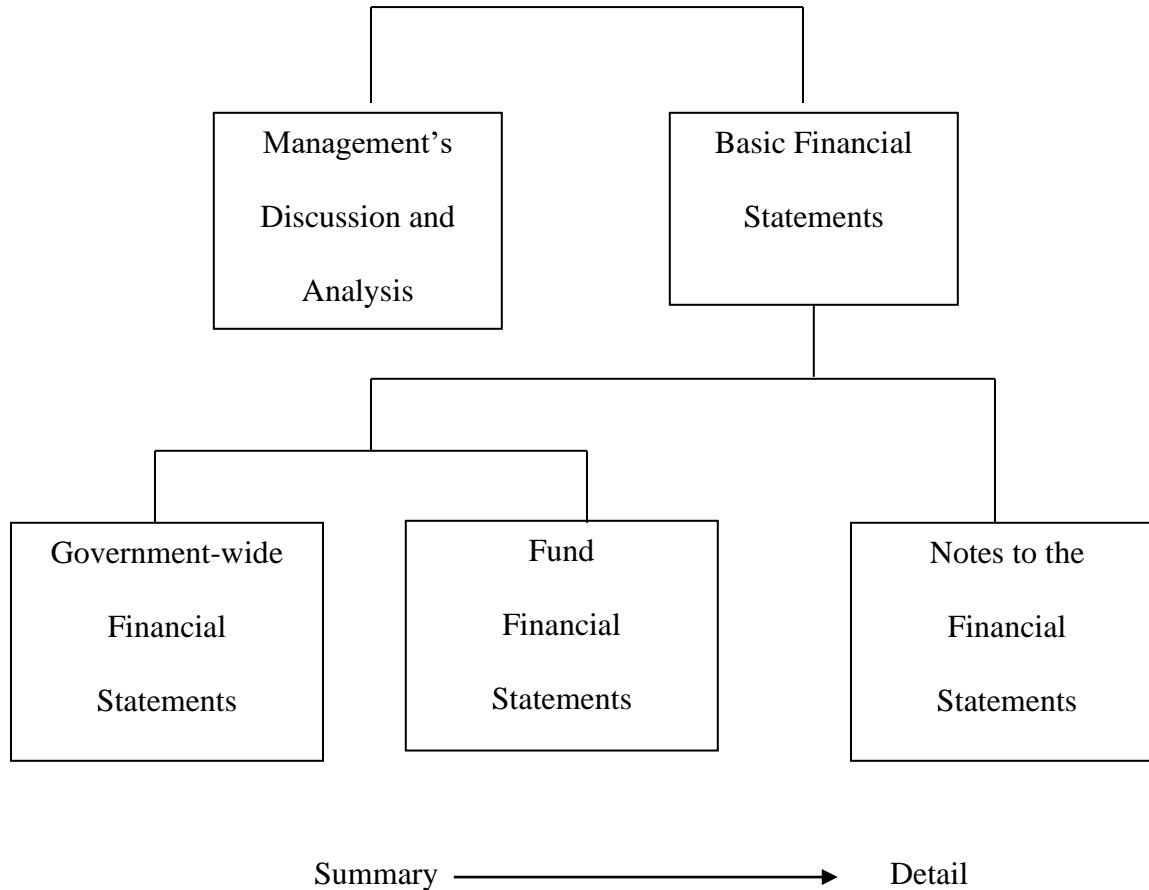 Management’s
Discussion and
Analysis
Basic Financial
Statements
Government-wide
Financial
Statements
Fund
Financial
Statements
Notes to the
Financial
Statements
Summary
Detail